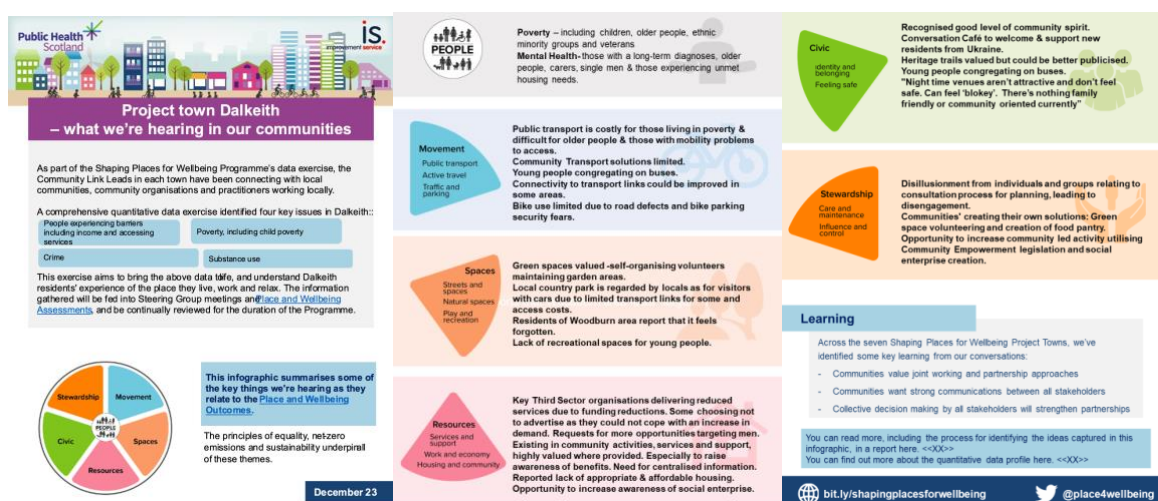 Public Health
Scotland
is.
improvement service
Project town Dalkeith
– what we're hearing in our communities
As part of the Shaping Places for Wellbeing Programme's data exercise, the
Community Link Leads in each town have been connecting with local
communities, community organisations and practitioners working locally.
A comprehensive quantitative data exercise identified four key issues in Dalkeith::
People experiencing barriers
including income and accessing
services
Poverty, including child poverty
Crime
Substance use
This exercise aims to bring the above data to life, and understand Dalkeith
residents' experience of the place they live, work and relax. The information
gathered will be fed into Steering Group meetings and Place and Wellbeing
Assessments, and be continually reviewed for the duration of the Programme.
Stewardship
Movement
PEOPLE
Civic
Spaces
Resources
This infographic summarises some of
the key things we're hearing as they
relate to the Place and Wellbeing
Outcomes.
The principles of equality, net-zero
emissions and sustainability underpin all
of these themes.
December 23
PEOPLE
Poverty – including children, older people, ethnic
minority groups and veterans
Mental Health- those with a long-term diagnoses, older
people, carers, single men & those experiencing unmet
housing needs.
Movement
Public transport
Active travel
Traffic and
parking
Public transport is costly for those living in poverty &
difficult for older people & those with mobility problems
to access.
Community Transport solutions limited.
Young people congregating on buses.
Connectivity to transport links could be improved in
some areas.
Bike use limited due to road defects and bike parking
security fears.
Spaces
Streets and
spaces
Natural spaces
Play and
recreation
Green spaces valued -self-organising volunteers
maintaining garden areas.
Local country park is regarded by locals as for visitors
with cars due to limited transport links for some and
access costs.
Residents of Woodburn area report that it feels
forgotten.
Lack of recreational spaces for young people.
Resources
Services and
support
Work and economy
Housing and community
Key Third Sector organisations delivering reduced
services due to funding reductions. Some choosing not
to advertise as they could not cope with an increase in
demand. Requests for more opportunities targeting men.
Existing in community activities, services and support,
highly valued where provided. Especially to raise
awareness of benefits. Need for centralised information.
Reported lack of appropriate & affordable housing.
Opportunity to increase awareness of social enterprise.
Civic
Identity and
belonging
Feeling safe
Recognised good level of community spirit.
Conversation Café to welcome & support new
residents from Ukraine.
Heritage trails valued but could be better publicised.
Young people congregating on buses.
"Night time venues aren't attractive and don't feel
safe. Can feel 'blokey'. There's nothing family
friendly or community oriented currently"
Stewardship
Care and
maintenance
Influence and
control
Disillusionment from individuals and groups relating to
consultation process for planning, leading to
disengagement.
Communities' creating their own solutions: Green
space volunteering and creation of food pantry.
Opportunity to increase community led activity utilising
Community Empowerment legislation and social
enterprise creation.
Learning
Across the seven Shaping Places for Wellbeing Project Towns, we've
identified some key learning from our conversations:
- Communities value joint working and partnership approaches
- Communities want strong communications between all stakeholders
- Collective decision making by all stakeholders will strengthen partnerships
You can read more, including the process for identifying the ideas captured in this
infographic, in a report here. <<XX>>
You can find out more about the quantitative data profile here. <<XX>>
bit.ly/shapingplacesforwellbeing
@place4wellbeing